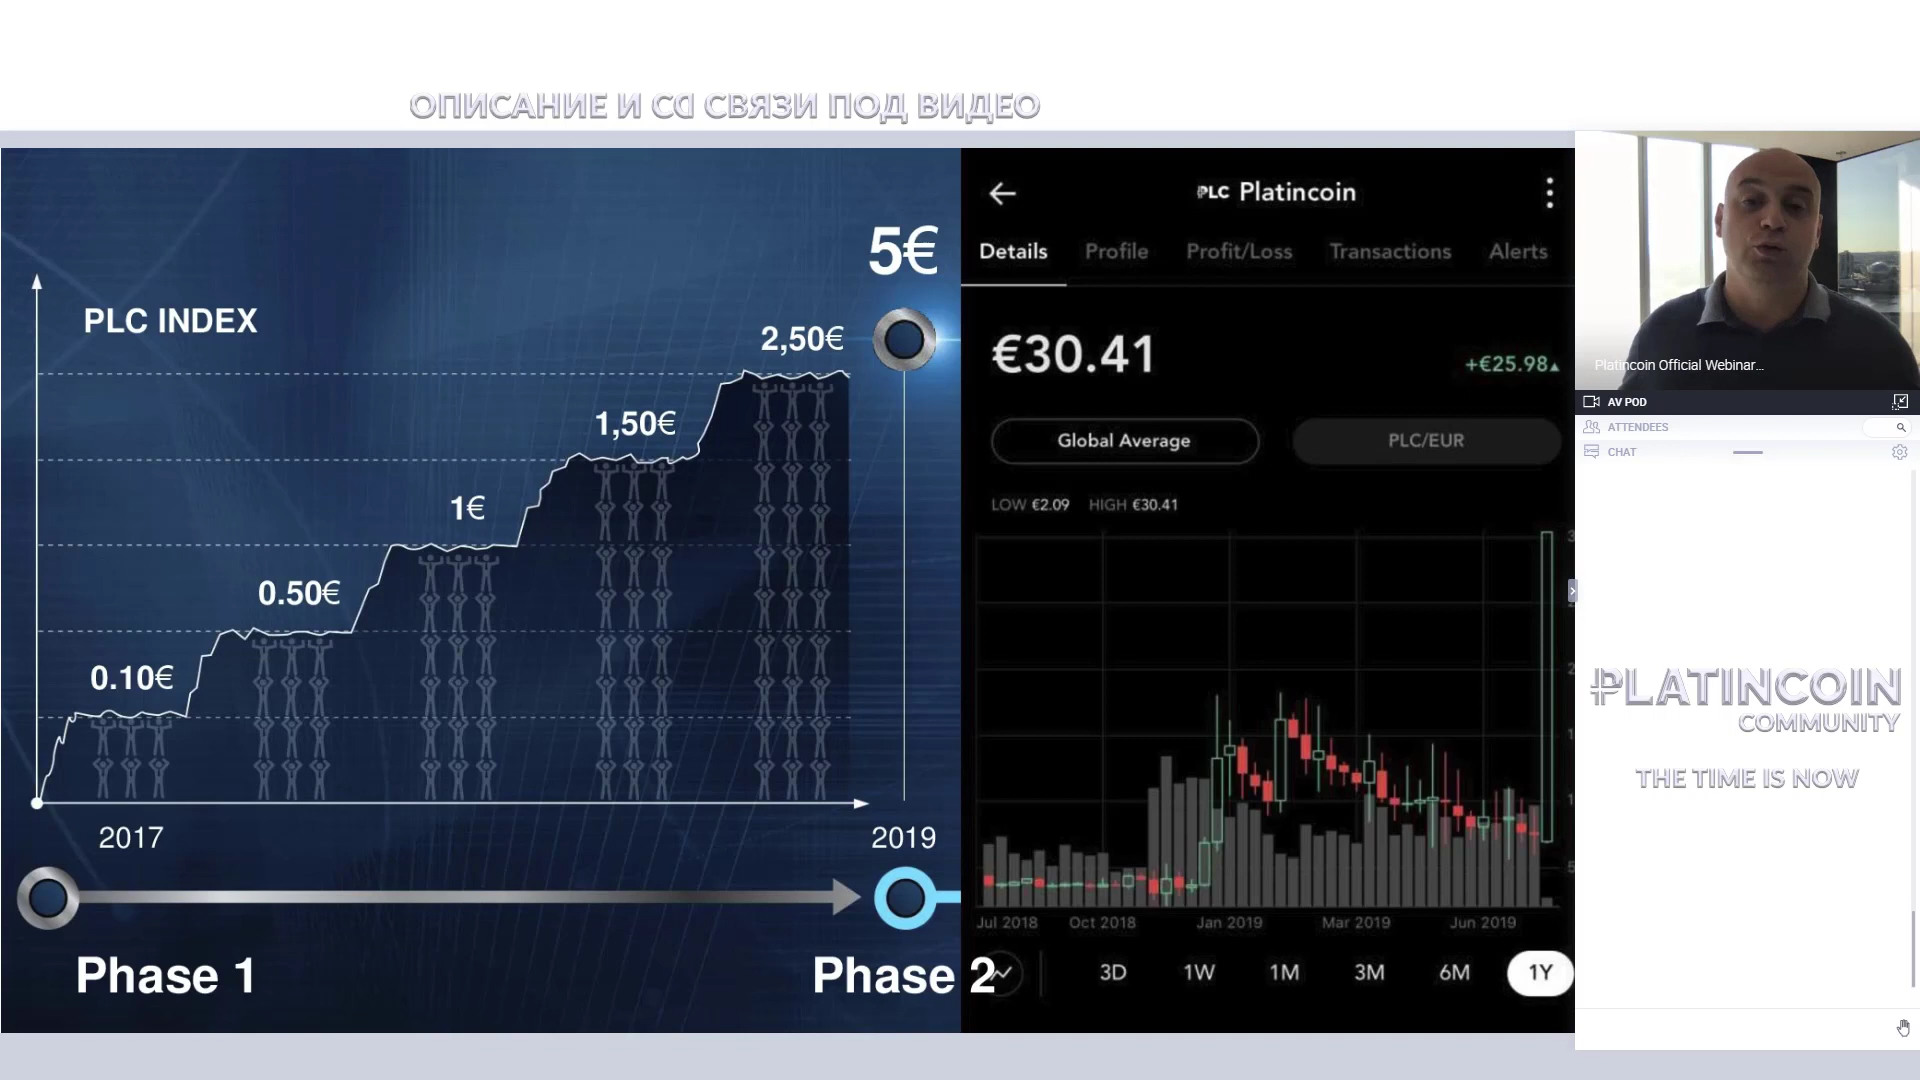 ОПИСАНИЕ И СВЯЗИ ПОД ВИДЕО
5€
PLC INDEX
2,50€
1,50€
1€
0.50€
0.10€
2017
2019
Phase 1
Phase 2
PLC Platincoin
Details Profile Profit/Loss Transactions Alerts
€30.41
+€25.98
Global Average PLC/EUR
LOW €2.09 HIGH €30.41
Jul 2018 Oct 2018 Jan 2019 Mar 2019 Jun 2019
3D 1W 1M 3M 6M 1Y
Platincoin Official Webinar...
AV POD
ATTENDEES
CHAT
PLATINCOIN
COMMUNITY
THE TIME IS NOW